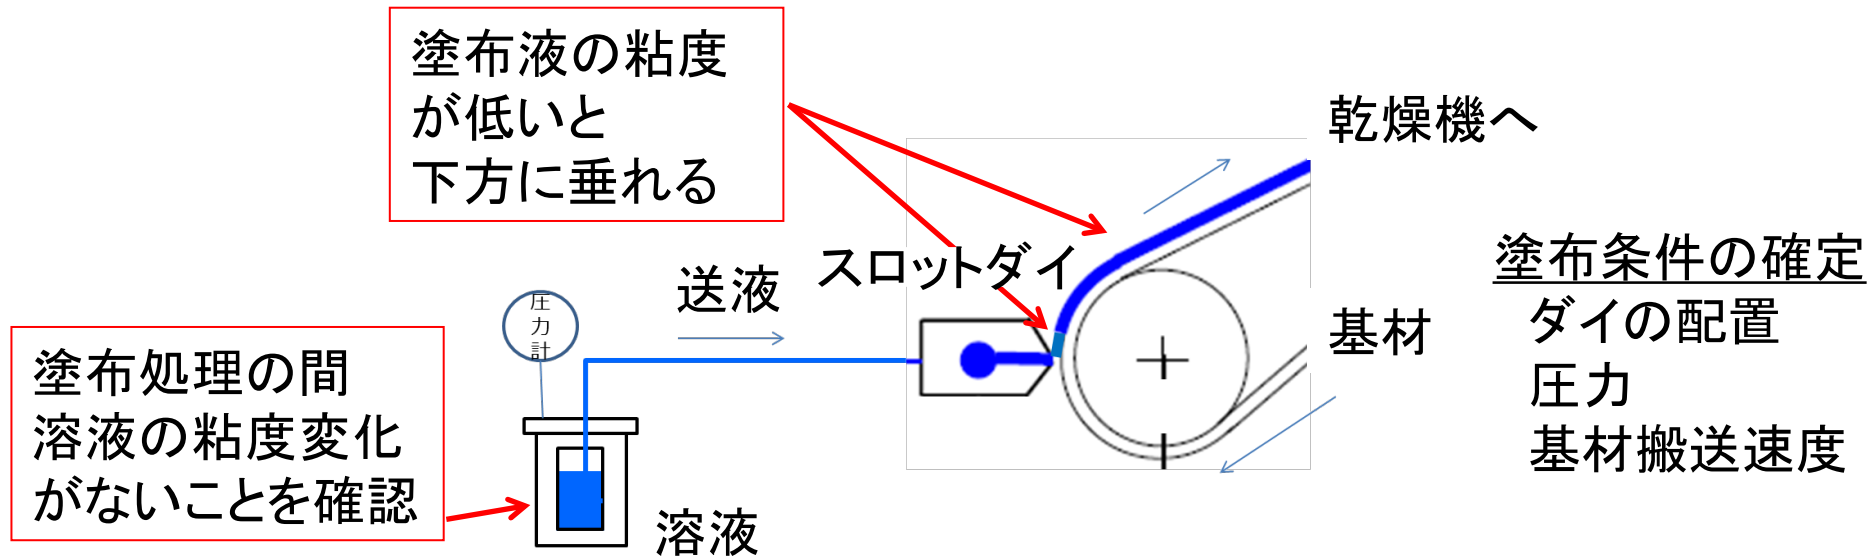 塗布液の粘度
が低いと
下方に垂れる
乾燥機へ
スロットダイ
送液
圧
力
計
基材
塗布条件の確定
ダイの配置
圧力
基材搬送速度
塗布処理の間
溶液の粘度変化
がないことを確認
溶液